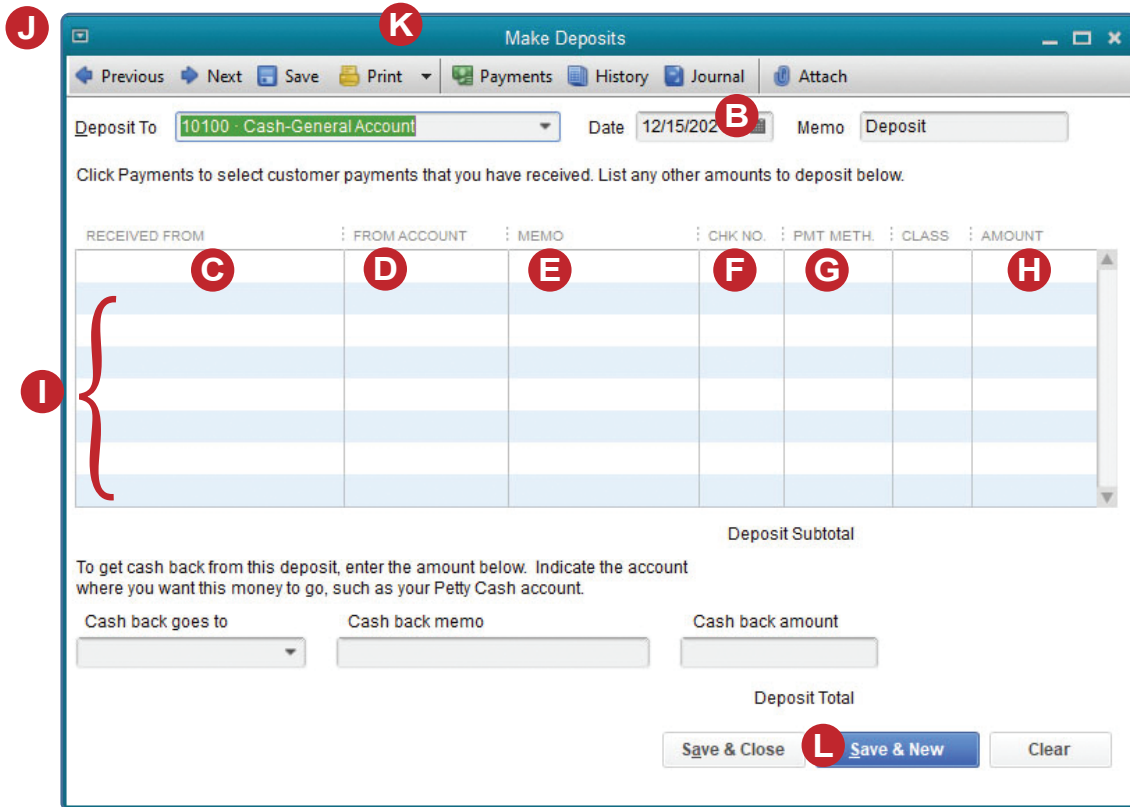 J
K
Make Deposits
Previous Next Save Print Payments History Journal Attach
Deposit To 10100 · Cash-General Account Date 12/15/202 B Memo Deposit
Click Payments to select customer payments that you have received. List any other amounts to deposit below.
RECEIVED FROM FROM ACCOUNT MEMO CHK NO. PMT METH. CLASS AMOUNT
C D E F G H
I
Deposit Subtotal
To get cash back from this deposit, enter the amount below. Indicate the account
where you want this money to go, such as your Petty Cash account.
Cash back goes to Cash back memo Cash back amount
Deposit Total
Save & Close L Save & New Clear